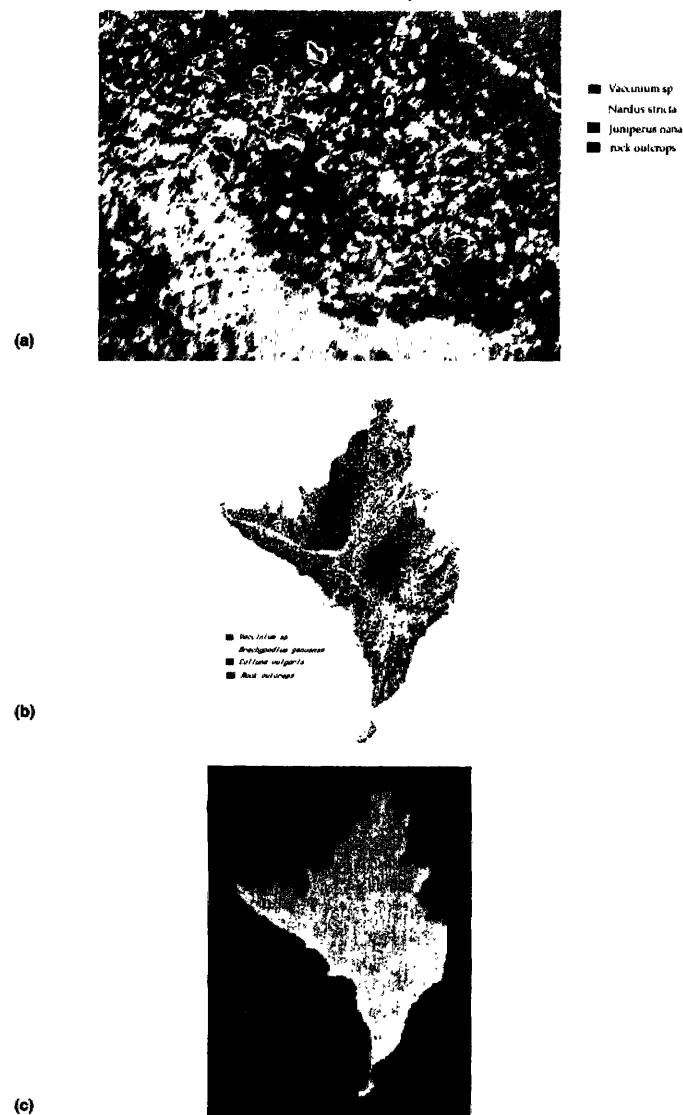 Vaccinium sp
Nardus stricta
Juniperus nana
rock outcrops
(a)
Vaccinium sp
Brachypodium genuense
Calluna vulgaris
Rock outcrops
(b)
(c)